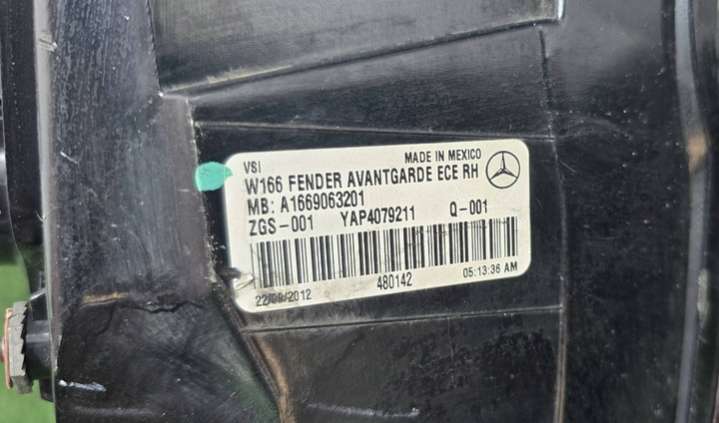 VSI MADE IN MEXICO
W166 FENDER AVANTGARDE ECE RH
MB: A1669063201
ZGS-001 YAP4079211 Q-001
480142 05:13:36 AM